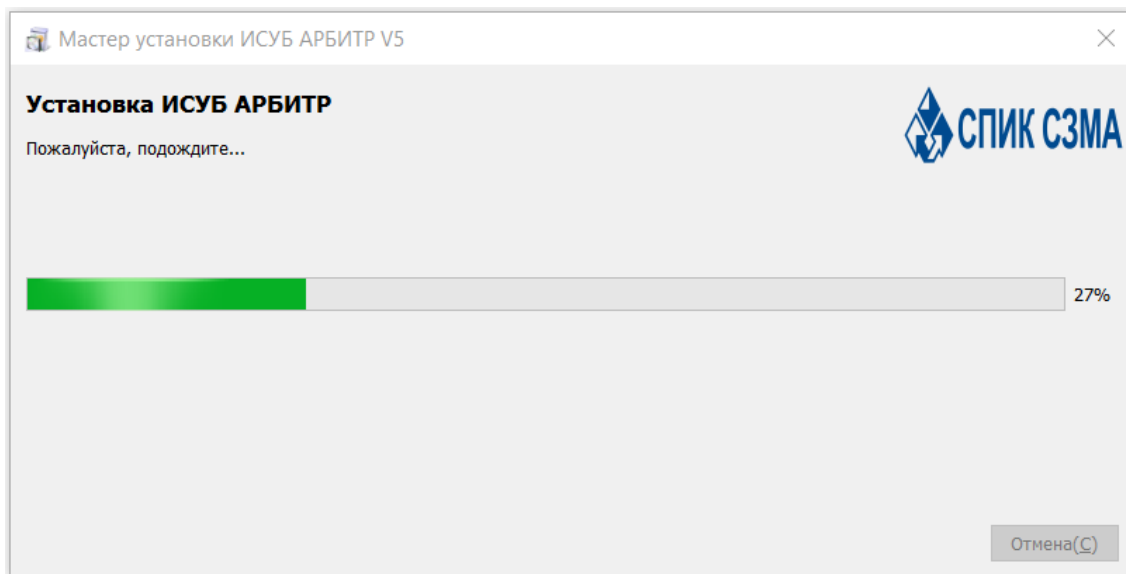 Мастер установки ИСУБ АРБИТР V5
Установка ИСУБ АРБИТР
СПИК СЗМА
Пожалуйста, подождите...
27%
Отмена(C)